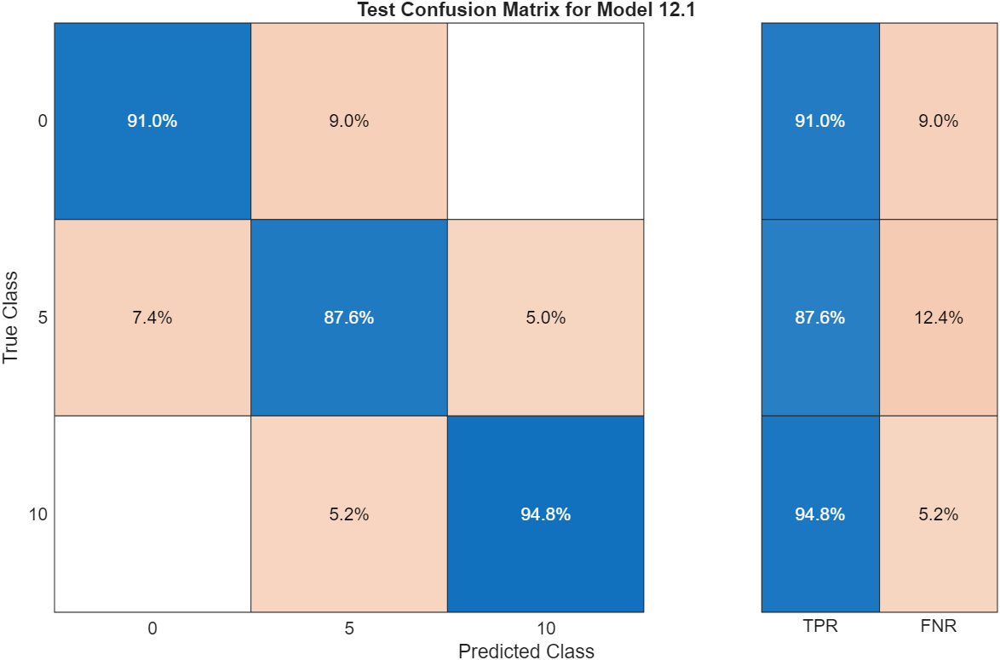 Test Confusion Matrix for Model 12.1
True Class
0 91.0% 9.0% 91.0% 9.0%
5 7.4% 87.6% 5.0% 87.6% 12.4%
10 5.2% 94.8% 94.8% 5.2%
0 5 10 TPR FNR
Predicted Class